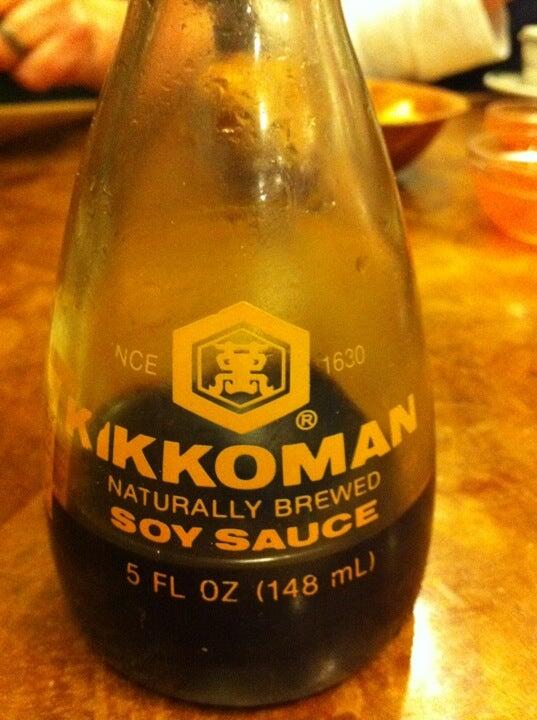 NCE 1630
®
KIKKOMAN
NATURALLY BREWED
SOY SAUCE
5 FL OZ (148 mL)